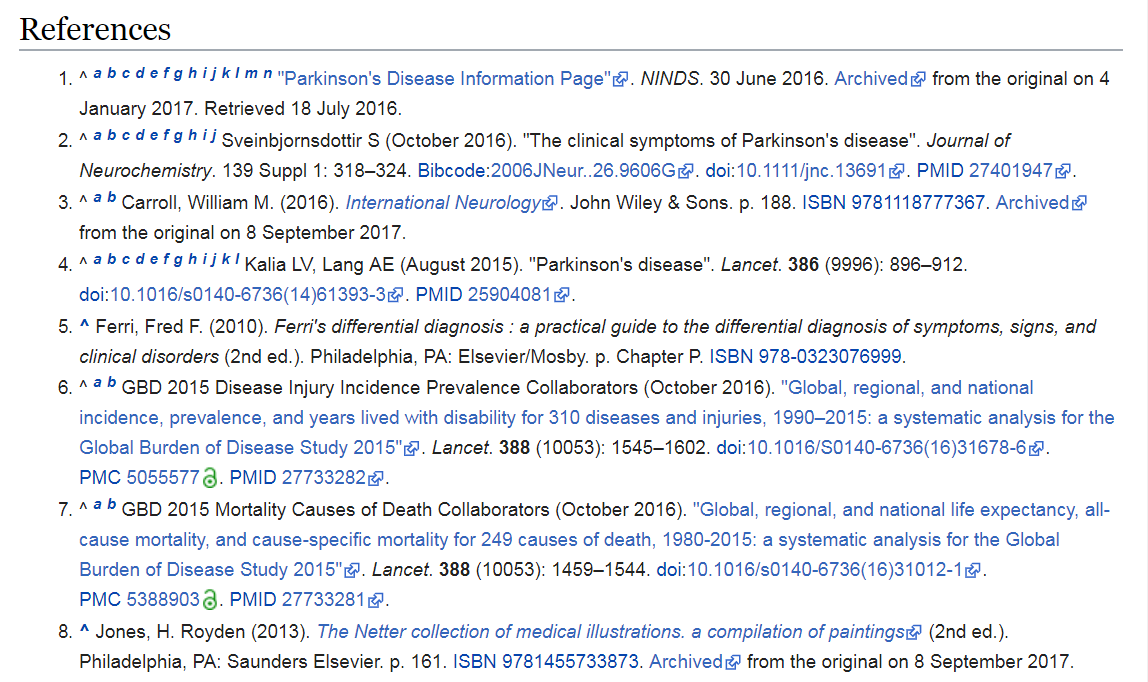 References
1. ^ a b c d e f g h i j k l m n "Parkinson's Disease Information Page". NINDS. 30 June 2016. Archived from the original on 4
January 2017. Retrieved 18 July 2016.
2. ^ a b c d e f g h i j Sveinbjornsdottir S (October 2016). "The clinical symptoms of Parkinson's disease". Journal of
Neurochemistry. 139 Suppl 1: 318–324. Bibcode:2006JNeur..26.9606G. doi:10.1111/jnc.13691. PMID 27401947.
3. ^ a b Carroll, William M. (2016). International Neurology. John Wiley & Sons. p. 188. ISBN 9781118777367. Archived
from the original on 8 September 2017.
4. ^ a b c d e f g h i j k l Kalia LV, Lang AE (August 2015). "Parkinson's disease". Lancet. 386 (9996): 896–912.
doi:10.1016/s0140-6736(14)61393-3. PMID 25904081.
5. ^ Ferri, Fred F. (2010). Ferri's differential diagnosis : a practical guide to the differential diagnosis of symptoms, signs, and
clinical disorders (2nd ed.). Philadelphia, PA: Elsevier/Mosby. p. Chapter P. ISBN 978-0323076999.
6. ^ a b GBD 2015 Disease Injury Incidence Prevalence Collaborators (October 2016). "Global, regional, and national
incidence, prevalence, and years lived with disability for 310 diseases and injuries, 1990–2015: a systematic analysis for the
Global Burden of Disease Study 2015". Lancet. 388 (10053): 1545–1602. doi:10.1016/S0140-6736(16)31678-6.
PMC 5055577. PMID 27733282.
7. ^ a b GBD 2015 Mortality Causes of Death Collaborators (October 2016). "Global, regional, and national life expectancy, all-
cause mortality, and cause-specific mortality for 249 causes of death, 1980-2015: a systematic analysis for the Global
Burden of Disease Study 2015". Lancet. 388 (10053): 1459–1544. doi:10.1016/s0140-6736(16)31012-1.
PMC 5388903. PMID 27733281.
8. ^ Jones, H. Royden (2013). The Netter collection of medical illustrations. a compilation of paintings (2nd ed.).
Philadelphia, PA: Saunders Elsevier. p. 161. ISBN 9781455733873. Archived from the original on 8 September 2017.